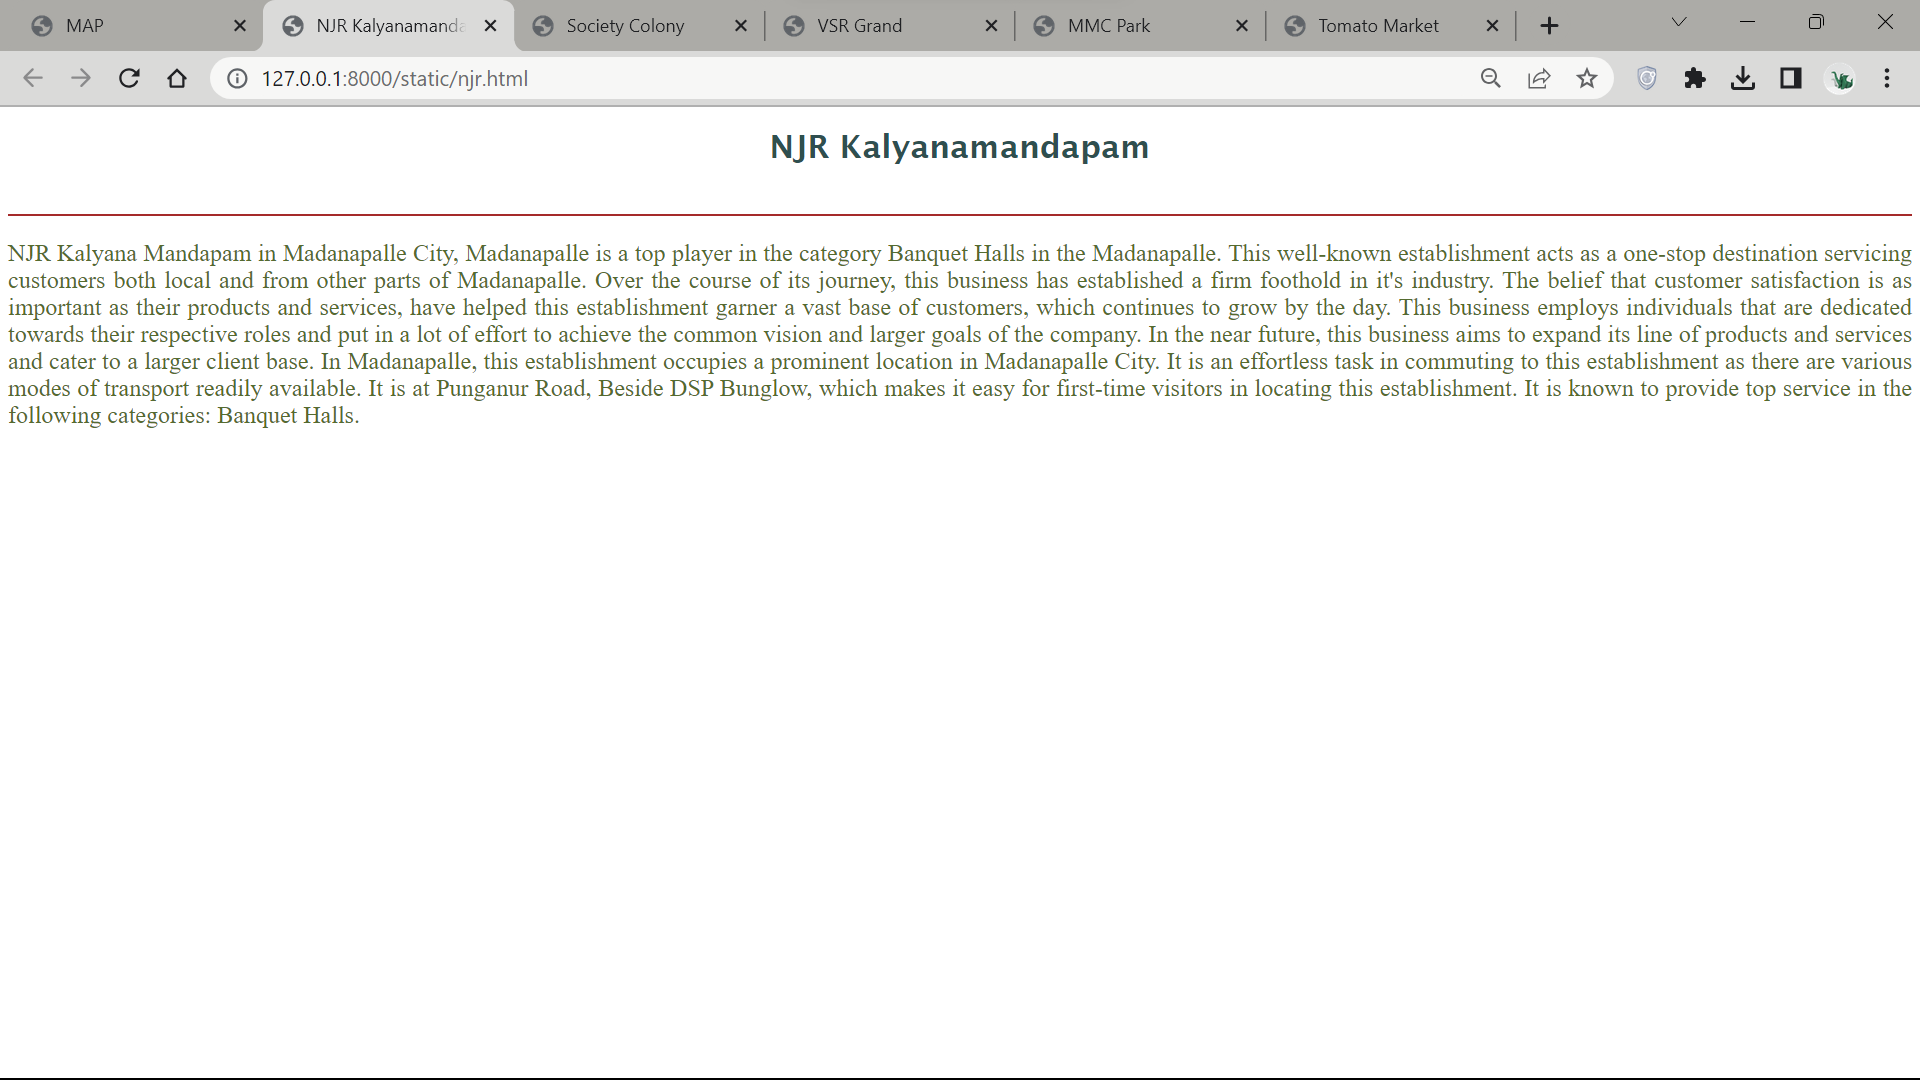 MAP
NJR Kalyanamanda
Society Colony
VSR Grand
MMC Park
Tomato Market
127.0.0.1:8000/static/njr.html
NJR Kalyanamandapam
NJR Kalyana Mandapam in Madanapalle City, Madanapalle is a top player in the category Banquet Halls in the Madanapalle. This well-known establishment acts as a one-stop destination servicing
customers both local and from other parts of Madanapalle. Over the course of its journey, this business has established a firm foothold in it's industry. The belief that customer satisfaction is as
important as their products and services, have helped this establishment garner a vast base of customers, which continues to grow by the day. This business employs individuals that are dedicated
towards their respective roles and put in a lot of effort to achieve the common vision and larger goals of the company. In the near future, this business aims to expand its line of products and services
and cater to a larger client base. In Madanapalle, this establishment occupies a prominent location in Madanapalle City. It is an effortless task in commuting to this establishment as there are various
modes of transport readily available. It is at Punganur Road, Beside DSP Bunglow, which makes it easy for first-time visitors in locating this establishment. It is known to provide top service in the
following categories: Banquet Halls.